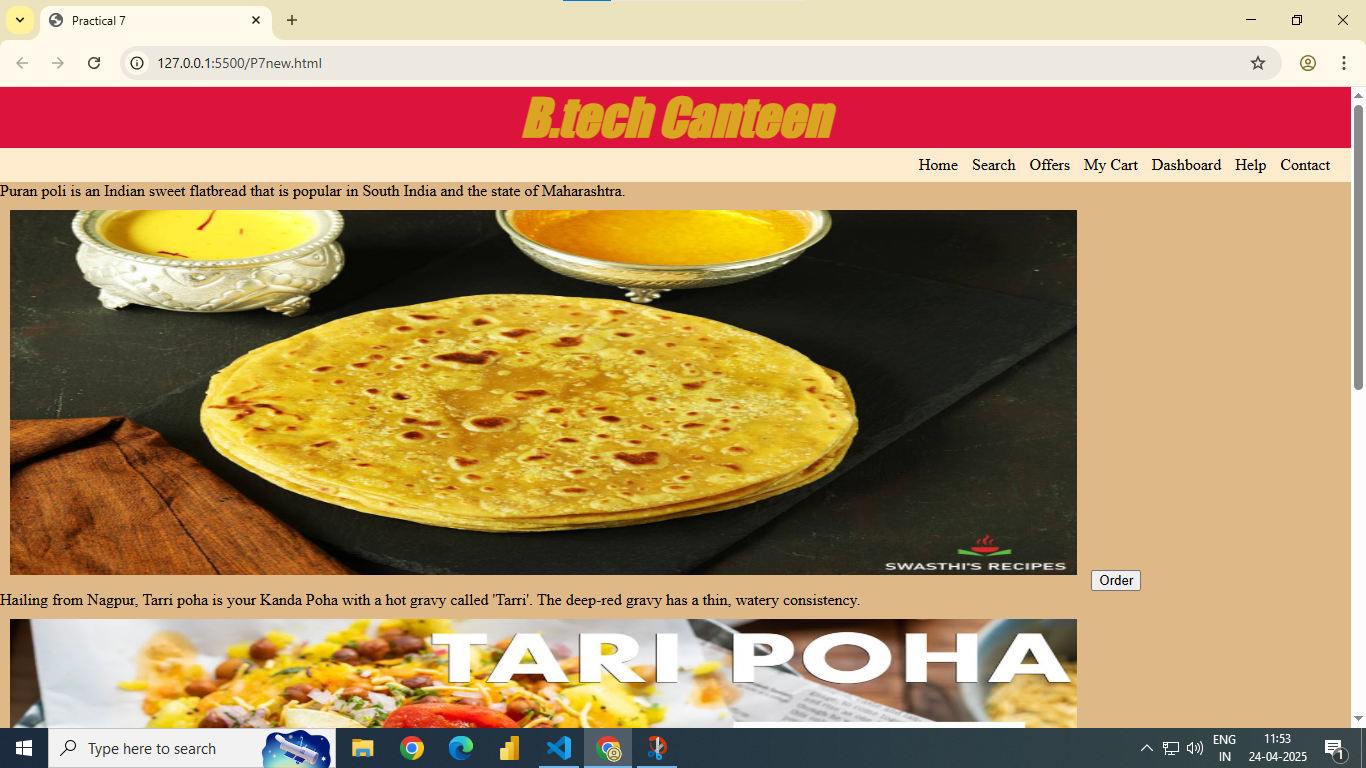 Practical 7
127.0.0.1:5500/P7new.html
B.tech Canteen
Home Search Offers My Cart Dashboard Help Contact
Puran poli is an Indian sweet flatbread that is popular in South India and the state of Maharashtra.
SWASTHI'S RECIPES
Order
Hailing from Nagpur, Tarri poha is your Kanda Poha with a hot gravy called 'Tarri'. The deep-red gravy has a thin, watery consistency.
TARI POHA
Type here to search
ENG
IN
11:53
24-04-2025
1